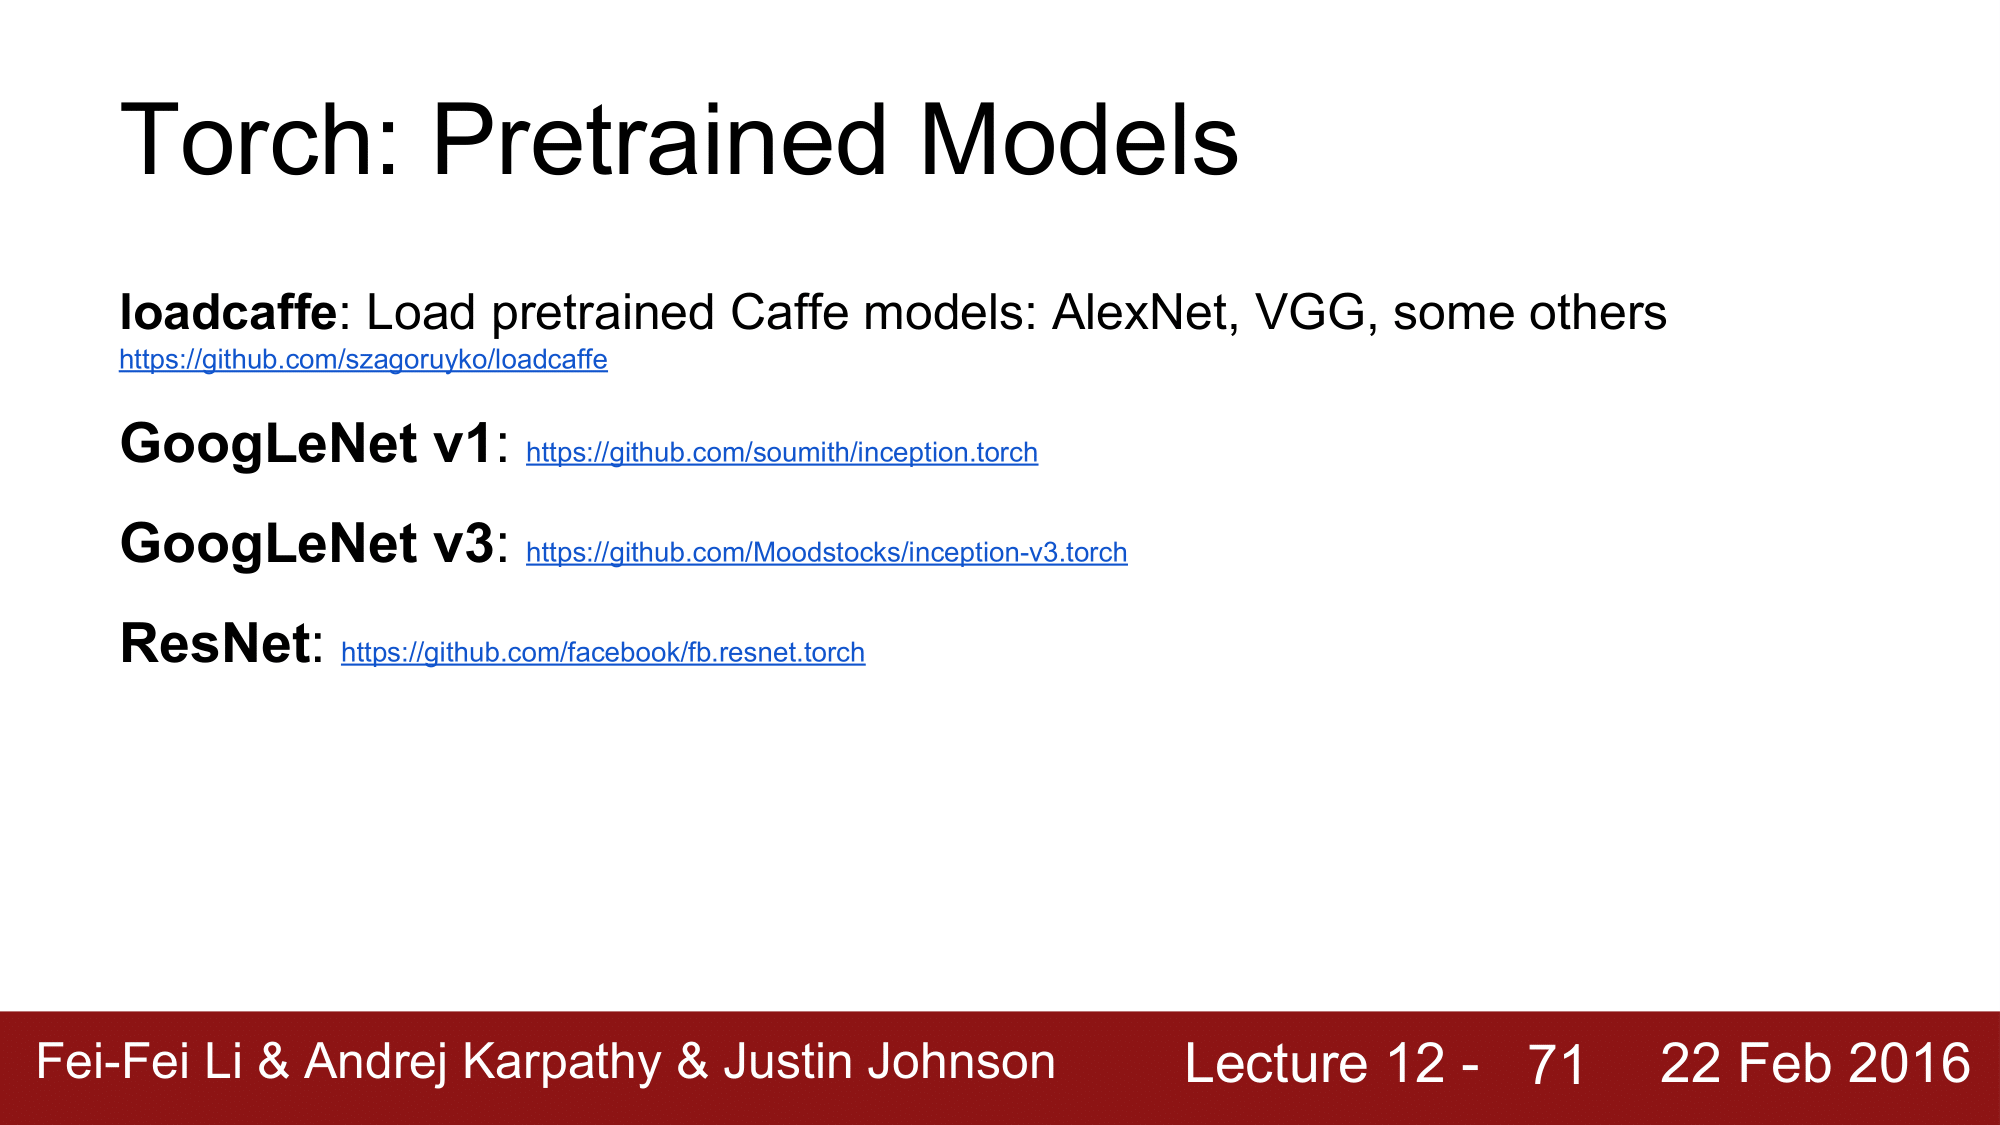 Torch: Pretrained Models
loadcaffe: Load pretrained Caffe models: AlexNet, VGG, some others
https://github.com/szagoruyko/loadcaffe
GoogLeNet v1: https://github.com/soumith/inception.torch
GoogLeNet v3: https://github.com/Moodstocks/inception-v3.torch
ResNet: https://github.com/facebook/fb.resnet.torch
Fei-Fei Li & Andrej Karpathy & Justin Johnson Lecture 12 - 71 22 Feb 2016